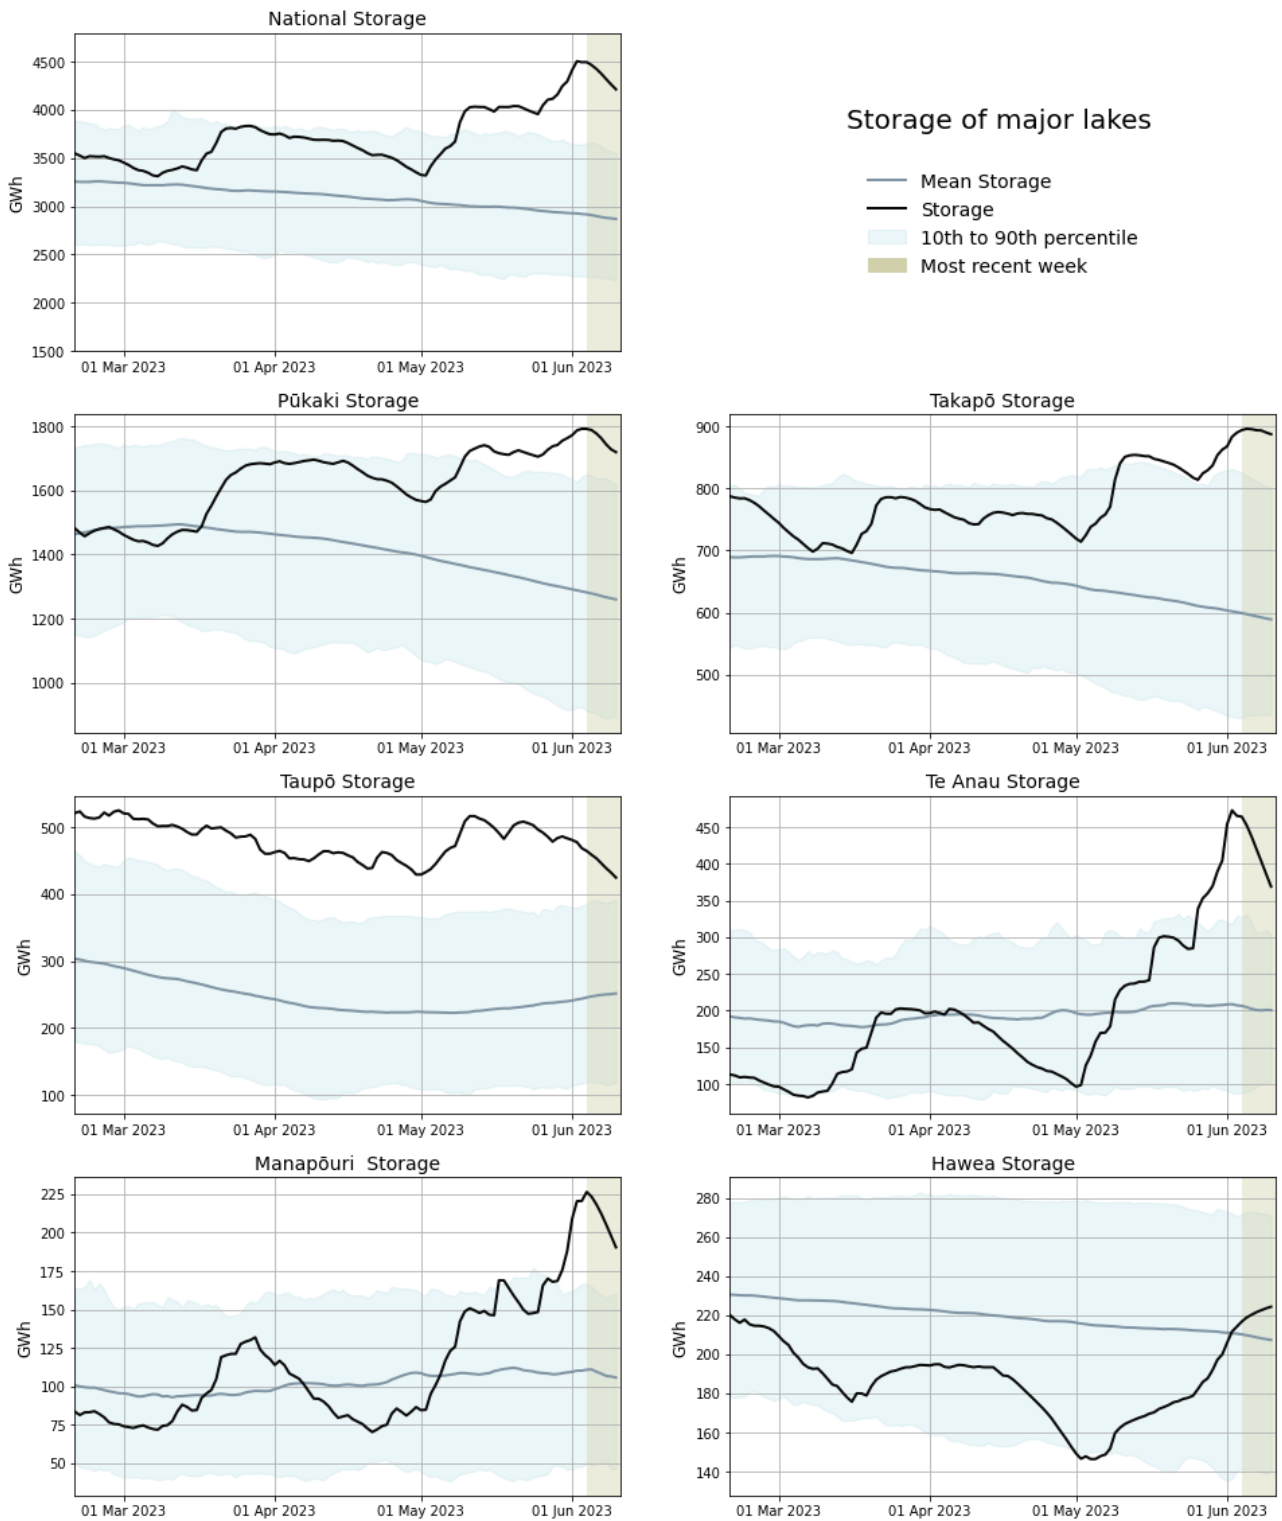 National Storage
GWh
4500
4000
3500
3000
2500
2000
1500
01 Mar 2023
01 Apr 2023
01 May 2023
01 Jun 2023
Storage of major lakes
Mean Storage
Storage
10th to 90th percentile
Most recent week
Pūkaki Storage
GWh
1800
1600
1400
1200
1000
01 Mar 2023
01 Apr 2023
01 May 2023
01 Jun 2023
Takapō Storage
GWh
900
800
700
600
500
01 Mar 2023
01 Apr 2023
01 May 2023
01 Jun 2023
Taupō Storage
GWh
500
400
300
200
100
01 Mar 2023
01 Apr 2023
01 May 2023
01 Jun 2023
Te Anau Storage
GWh
450
400
350
300
250
200
150
100
01 Mar 2023
01 Apr 2023
01 May 2023
01 Jun 2023
Manapōuri  Storage
GWh
225
200
175
150
125
100
75
50
01 Mar 2023
01 Apr 2023
01 May 2023
01 Jun 2023
Hawea Storage
GWh
280
260
240
220
200
180
160
140
01 Mar 2023
01 Apr 2023
01 May 2023
01 Jun 2023